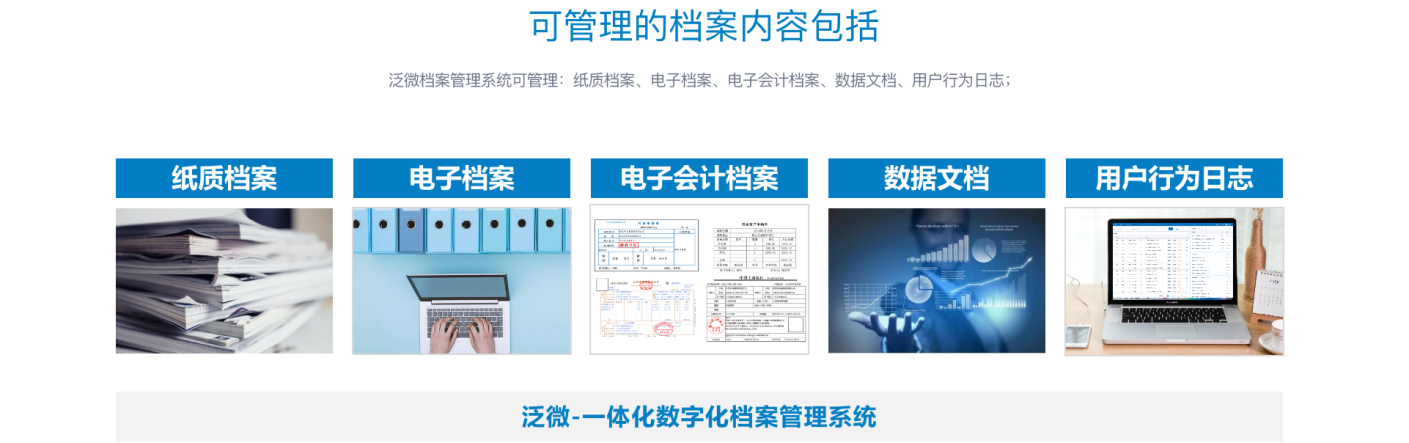 可管理的档案内容包括
泛微档案管理系统可管理：纸质档案、电子档案、电子会计档案、数据文档、用户行为日志；
纸质档案
电子档案
电子会计档案
数据文档
用户行为日志
泛微-一体化数字化档案管理系统